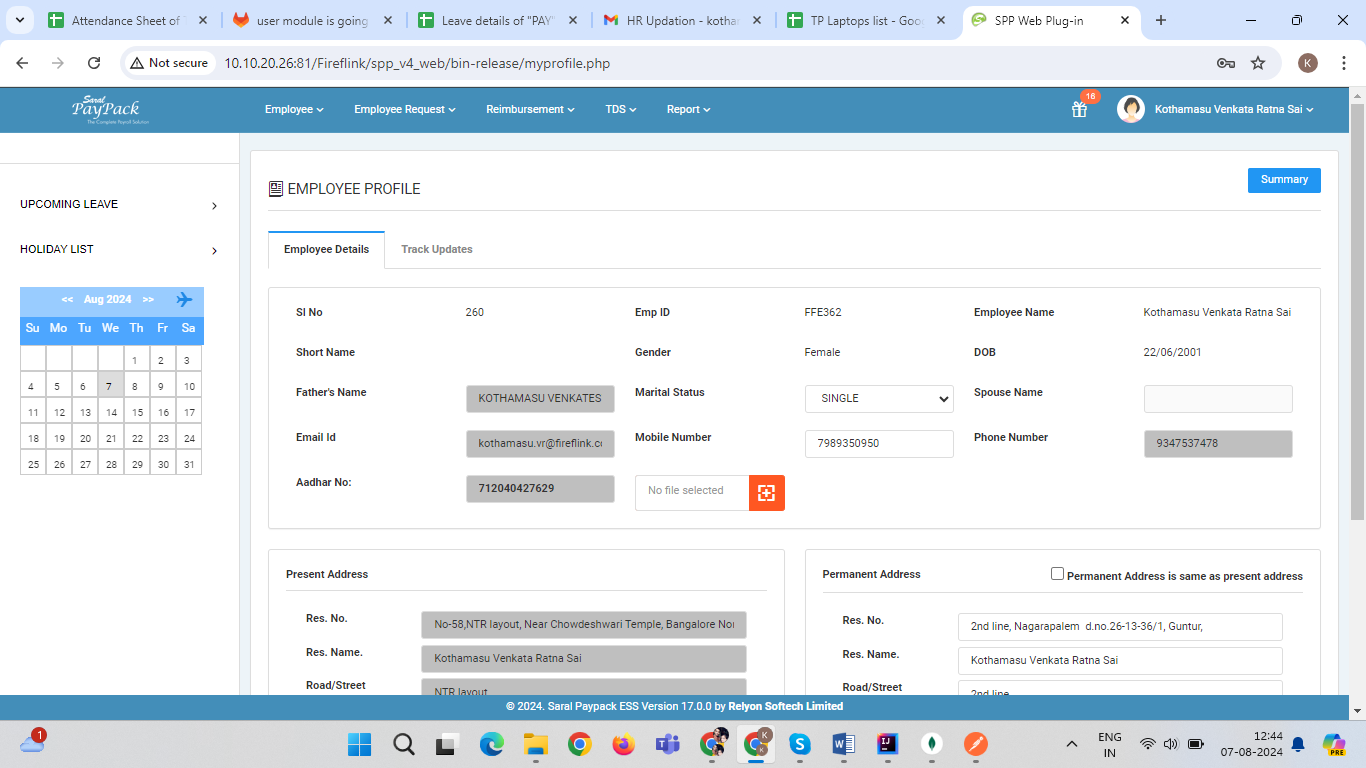 Attendance Sheet of
user module is going
Leave details of "PAY"
HR Updation - kotha
TP Laptops list - Goo
SPP Web Plug-in
Not secure
10.10.20.26:81/Fireflink/spp_v4_web/bin-release/myprofile.php
K
Saral
PayPack
The Complete Payroll Solution
Employee
Employee Request
Reimbursement
TDS
Report
16
Kothamasu Venkata Ratna Sai
UPCOMING LEAVE
HOLIDAY LIST
<< Aug 2024 >>
Su Mo Tu We Th Fr Sa
1 2 3
4 5 6 7 8 9 10
11 12 13 14 15 16 17
18 19 20 21 22 23 24
25 26 27 28 29 30 31
EMPLOYEE PROFILE
Summary
Employee Details
Track Updates
Sl No 260 Emp ID FFE362 Employee Name Kothamasu Venkata Ratna Sai
Short Name Gender Female DOB 22/06/2001
Father's Name KOTHAMASU VENKATES Marital Status SINGLE Spouse Name
Email Id kothamasu.vr@fireflink.c Mobile Number 7989350950 Phone Number 9347537478
Aadhar No: 712040427629 No file selected
Present Address
Res. No. No-58,NTR layout, Near Chowdeshwari Temple, Bangalore Nor
Res. Name. Kothamasu Venkata Ratna Sai
Road/Street NTR layout
Permanent Address
Permanent Address is same as present address
Res. No. 2nd line, Nagarapalem d.no.26-13-36/1, Guntur,
Res. Name. Kothamasu Venkata Ratna Sai
Road/Street 2nd line
© 2024. Saral Paypack ESS Version 17.0.0 by Relyon Softech Limited
1
ENG
IN
12:44
07-08-2024
PRE